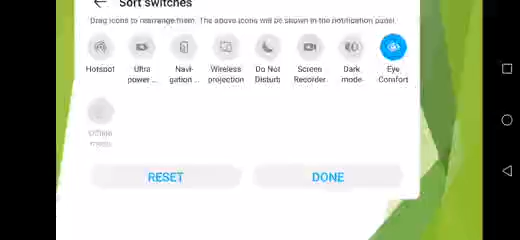 Sort switches
Drag icons to rearrange them. The above icons will be shown in the notification panel.
Hotspot
Ultra power ...
Navi- gation ...
Wireless projection
Do Not Disturb
Screen Recorder
Dark mode
Eye Comfort
mode
RESET
DONE